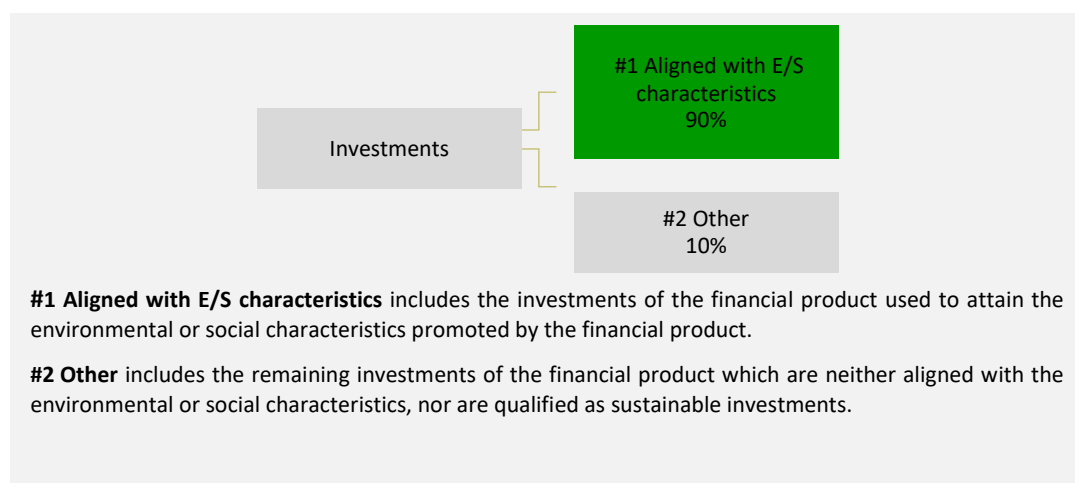 #1 Aligned with E/S
characteristics
90%
Investments
#2 Other
10%
#1 Aligned with E/S characteristics includes the investments of the financial product used to attain the
environmental or social characteristics promoted by the financial product.
#2 Other includes the remaining investments of the financial product which are neither aligned with the
environmental or social characteristics, nor are qualified as sustainable investments.